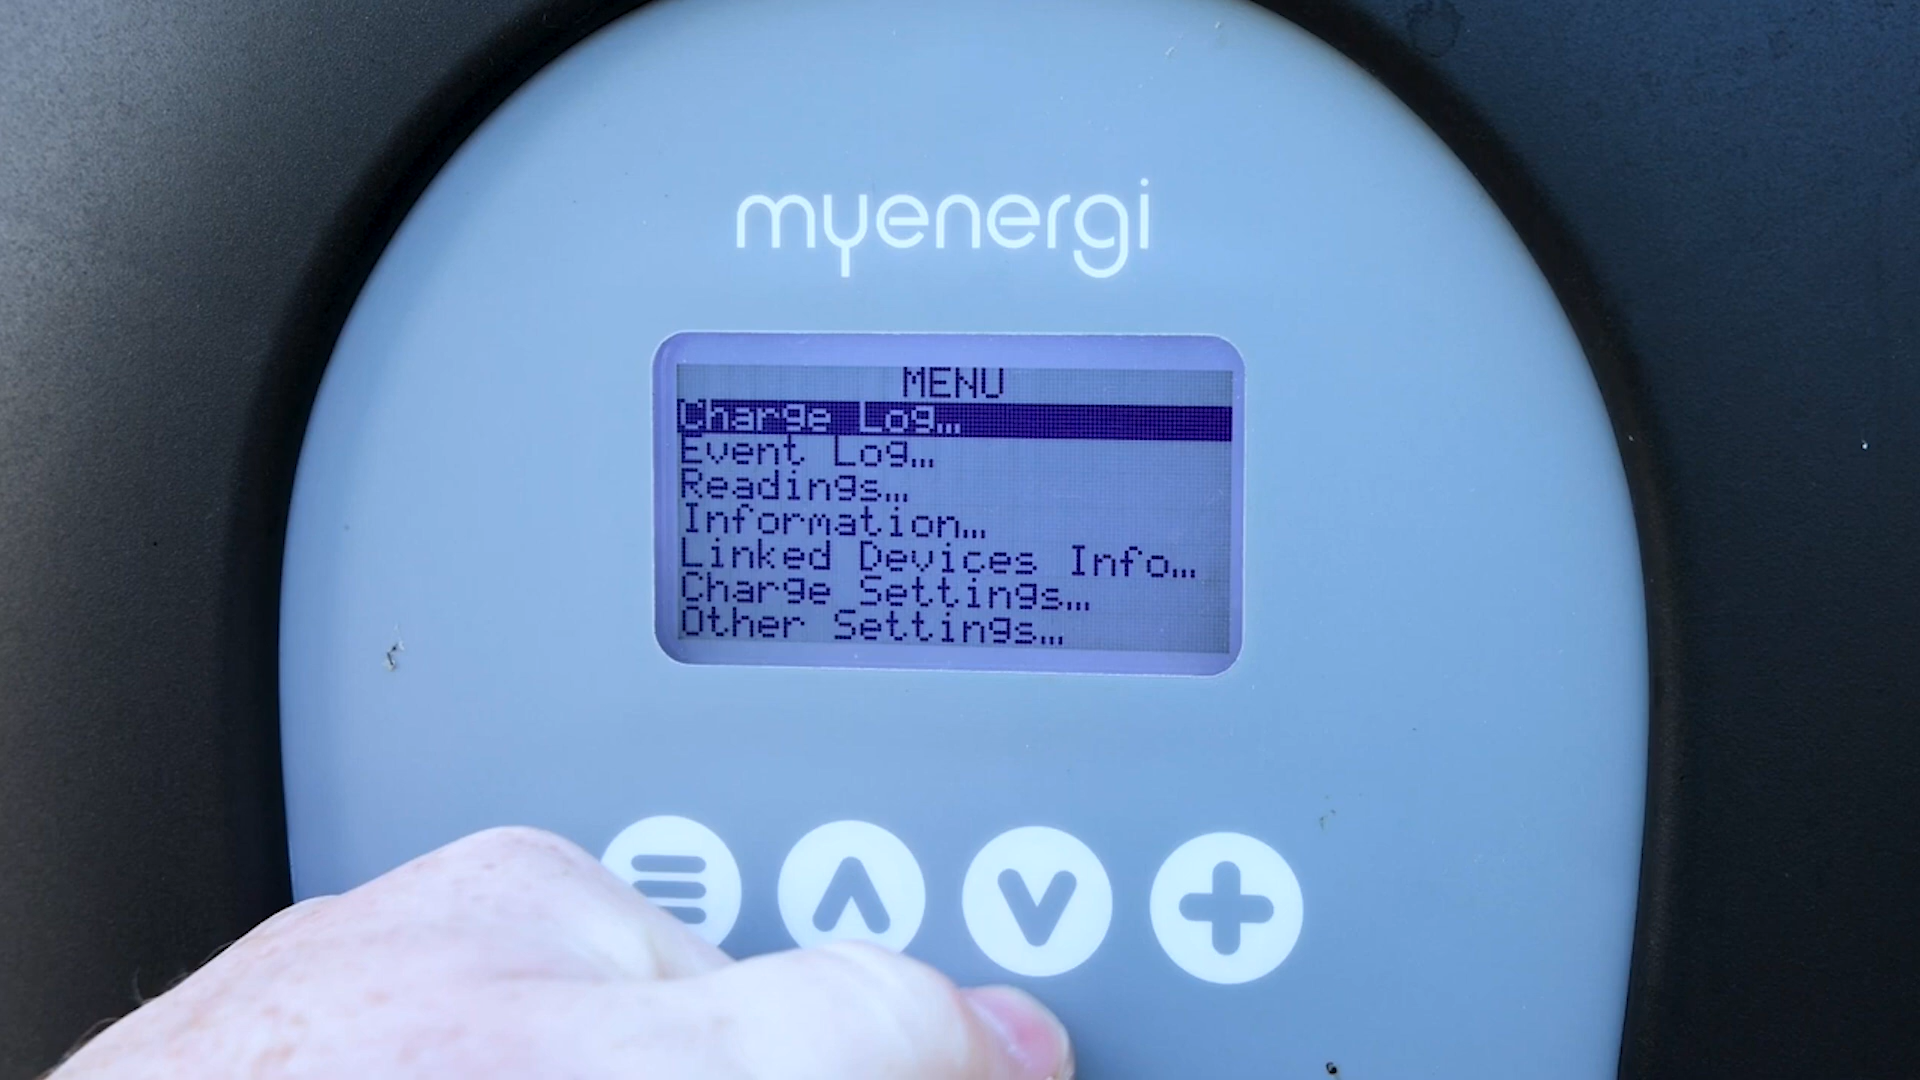 myenergi
MENU
Charge Log…
Event Log…
Readings…
Information…
Linked Devices Info…
Charge Settings…
Other Settings…